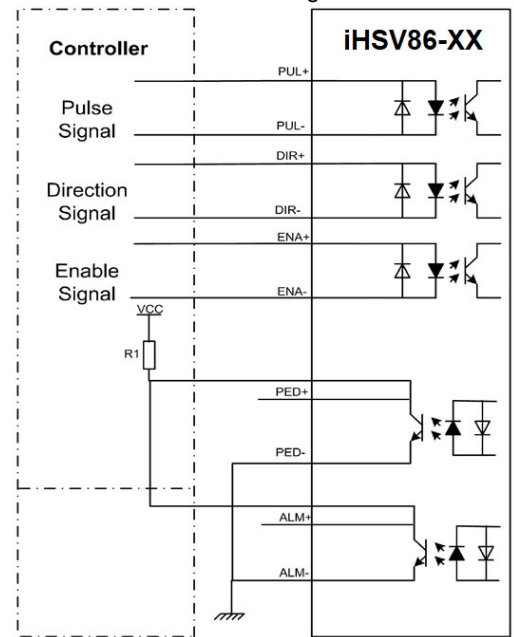 Controller
iHSV86-XX
PUL+
Pulse
Signal
PUL-
DIR+
Direction
Signal
DIR-
ENA+
Enable
Signal
ENA-
VCC
R1
PED+
PED-
ALM+
ALM-